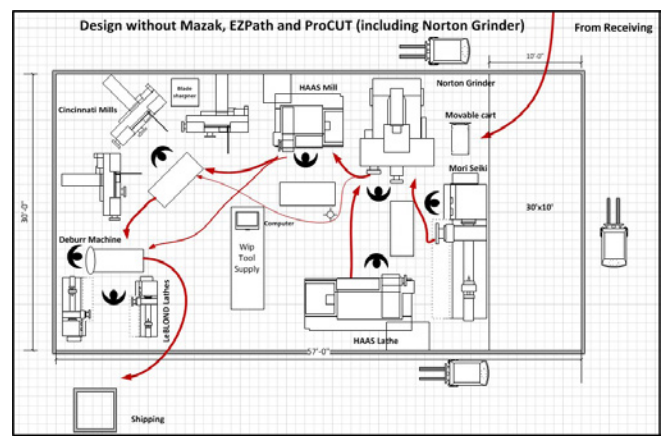 Design without Mazak, EZPath and ProCUT (including Norton Grinder)
From Receiving
10'-0"
Blade
sharpener
HAAS Mill
Norton Grinder
Cincinnati Mills
Movable cart
Mori Seiki
30'-0"
30'x10'
Computer
Deburr Machine
Wip
Tool
Supply
LeBLOND Lathes
HAAS Lathe
57'-0"
Shipping